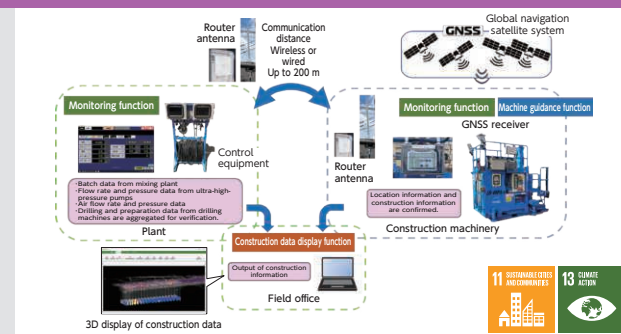 Router
antenna
Communication
distance
Wireless or
wired
Up to 200 m
GNSS
Global navigation
satellite system
Monitoring function
Control
equipment
・Batch data from mixing plant
・Flow rate and pressure data from ultra-high-
pressure pumps
・Air flow rate and pressure data
・Drilling and preparation data from drilling
machines are aggregated for verification.
Plant
Monitoring function
Machine guidance function
GNSS receiver
Router
antenna
Location information and
construction information
are confirmed.
Construction machinery
Construction data display function
Output of construction
information
Field office
3D display of construction data
11 SUSTAINABLE CITIES
AND COMMUNITIES
13 CLIMATE
ACTION